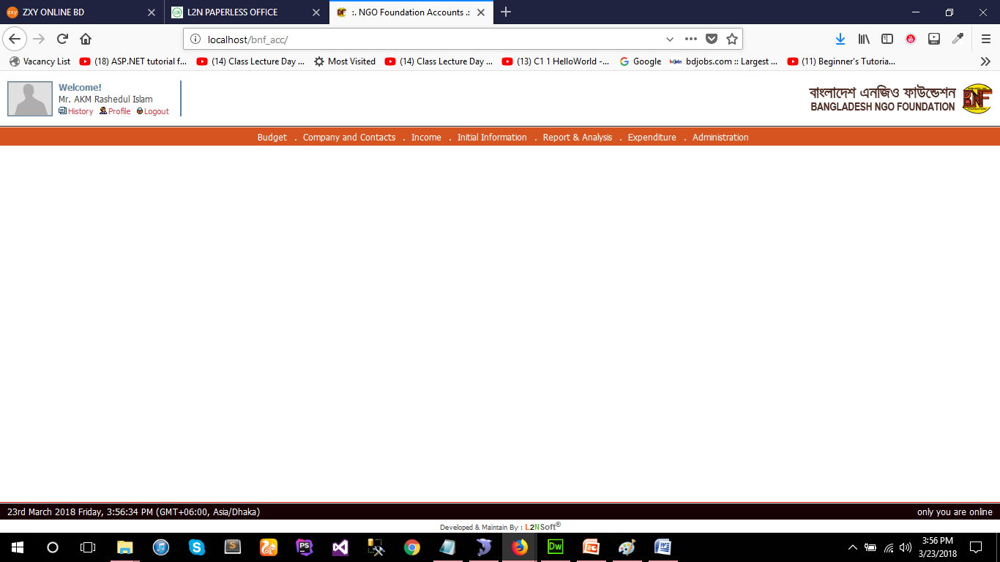 ZXY ONLINE BD
L2N PAPERLESS OFFICE
:. NGO Foundation Accounts .:
localhost/bnf_acc/
Vacancy List (18) ASP.NET tutorial f... (14) Class Lecture Day ... Most Visited (14) Class Lecture Day ... (13) C1 1 HelloWorld -... Google bdjobs bdjobs.com :: Largest ... (11) Beginner's Tutoria...
Welcome!
Mr. AKM Rashedul Islam
History Profile Logout
বাংলাদেশ এনজিও ফাউন্ডেশন
BANGLADESH NGO FOUNDATION
BNF
Budget . Company and Contacts . Income . Initial Information . Report & Analysis . Expenditure . Administration
23rd March 2018 Friday, 3:56:34 PM (GMT+06:00, Asia/Dhaka)
only you are online
Developed & Maintain By : L2NSoft®
3:56 PM
3/23/2018